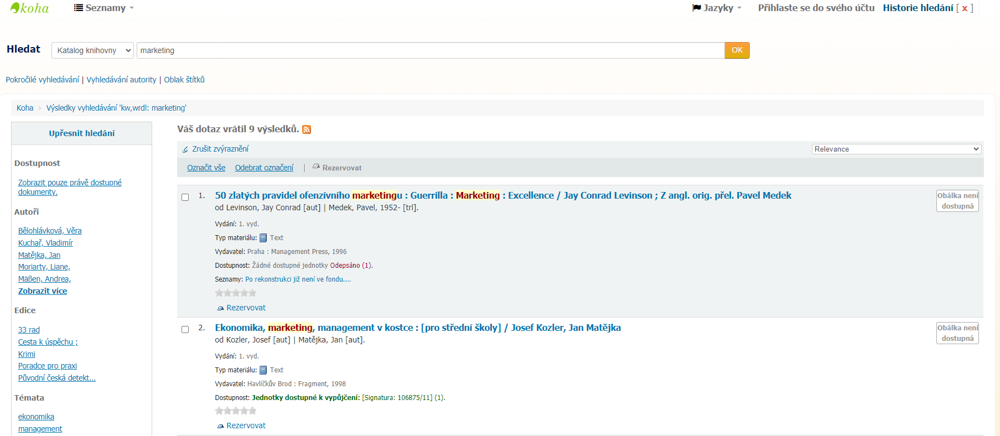 koha Seznamy Jazyky Přihlaste se do svého účtu Historie hledání [ x ]
Hledat Katalog knihovny marketing OK
Pokročilé vyhledávání | Vyhledávání autority | Oblak štítků
Koha › Výsledky vyhledávání 'kw,wrdl: marketing'
Upřesnit hledání
Dostupnost
Zobrazit pouze právě dostupné
dokumenty.
Autoři
Bělohlávková, Věra
Kuchař, Vladimír
Matějka, Jan
Moriarty, Liane,
Mäßen, Andrea,
Zobrazit více
Edice
33 rad
Cesta k úspěchu ;
Krimi
Poradce pro praxi
Původní česká detekt...
Témata
ekonomika
management
Váš dotaz vrátil 9 výsledků.
Zrušit zvýraznění Relevance
Označit vše Odebrat označení | Rezervovat
1. 50 zlatých pravidel ofenzívního marketingu : Guerrilla : Marketing : Excellence / Jay Conrad Levinson ; Z angl. orig. přel. Pavel Medek
od Levinson, Jay Conrad [aut] | Medek, Pavel, 1952- [trl].
Obálka není
dostupná
Vydání: 1. vyd.
Typ materiálu: Text
Vydavatel: Praha : Management Press, 1996
Dostupnost: Žádné dostupné jednotky Odepsáno (1).
Seznamy: Po rekonstrukci již není ve fondu....
Rezervovat
2. Ekonomika, marketing, management v kostce : [pro střední školy] / Josef Kozler, Jan Matějka
od Kozler, Josef [aut] | Matějka, Jan [aut].
Obálka není
dostupná
Vydání: 1. vyd.
Typ materiálu: Text
Vydavatel: Havlíčkův Brod : Fragment, 1998
Dostupnost: Jednotky dostupné k vypůjčení: [Signatura: 106875/11] (1).
Rezervovat